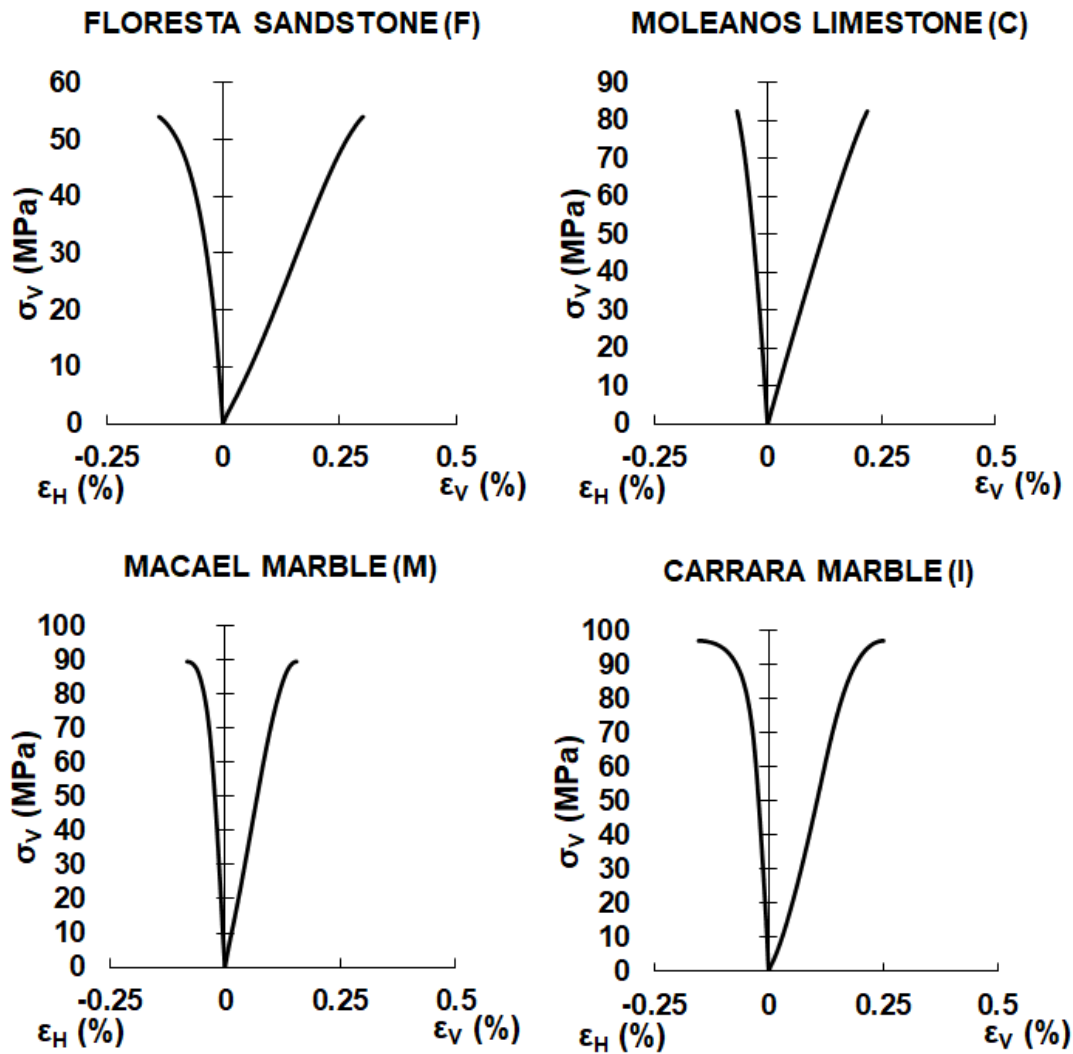 FLORESTA SANDSTONE (F)
60
50
40
30
20
10
0
σV (MPa)
-0.25 0 0.25 0.5
εH (%) εV (%)
MOLEANOS LIMESTONE (C)
90
80
70
60
50
40
30
20
10
0
σV (MPa)
-0.25 0 0.25 0.5
εH (%) εV (%)
MACAEL MARBLE (M)
100
90
80
70
60
50
40
30
20
10
0
σV (MPa)
-0.25 0 0.25 0.5
εH (%) εV (%)
CARRARA MARBLE (I)
100
90
80
70
60
50
40
30
20
10
0
σV (MPa)
-0.25 0 0.25 0.5
εH (%) εV (%)